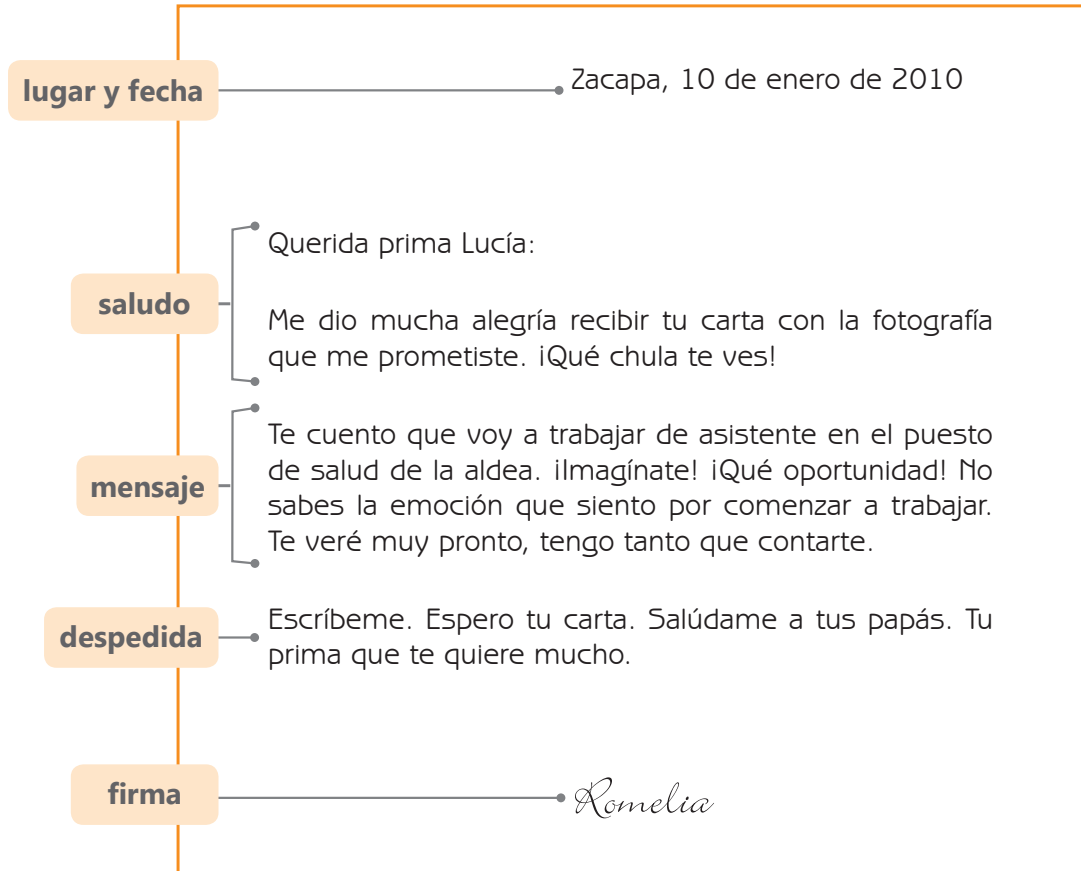 lugar y fecha
Zacapa, 10 de enero de 2010
saludo
Querida prima Lucía:
Me dio mucha alegría recibir tu carta con la fotografía
que me prometiste. ¡Qué chula te ves!
mensaje
Te cuento que voy a trabajar de asistente en el puesto
de salud de la aldea. ¡Imagínate! ¡Qué oportunidad! No
sabes la emoción que siento por comenzar a trabajar.
Te veré muy pronto, tengo tanto que contarte.
despedida
Escríbeme. Espero tu carta. Salúdame a tus papás. Tu
prima que te quiere mucho.
firma
Romelia